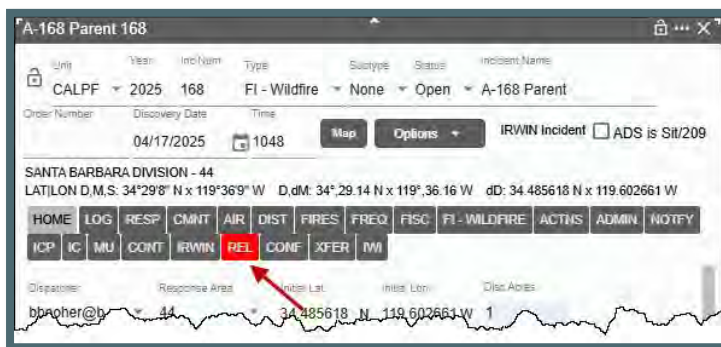 A-168 Parent 168
Unit Year Inc Num Type Subtype Status Incident Name
CALPF 2025 168 FI - Wildfire None Open A-168 Parent
Order Number Discovery Date Time
04/17/2025 1048 Map Options IRWIN Incident ADS is Sit/209
SANTA BARBARA DIVISION - 44
LAT|LON D,M,S: 34°29'8" N x 119°36'9" W D,dM: 34°,29.14 N x 119°,36.16 W dD: 34.485618 N x 119.602661 W
HOME LOG RESP CMNT AIR DIST FIRES FREQ FISC FI - WILDFIRE ACTNS ADMIN NOTFY
ICP IC MU CONT IRWIN REL CONF XFER IWI
Dispatcher Response Area Initial Lat Initial Lon Disc Acres
bbnoher@b 44 34.485618 N 119.602661 W 1